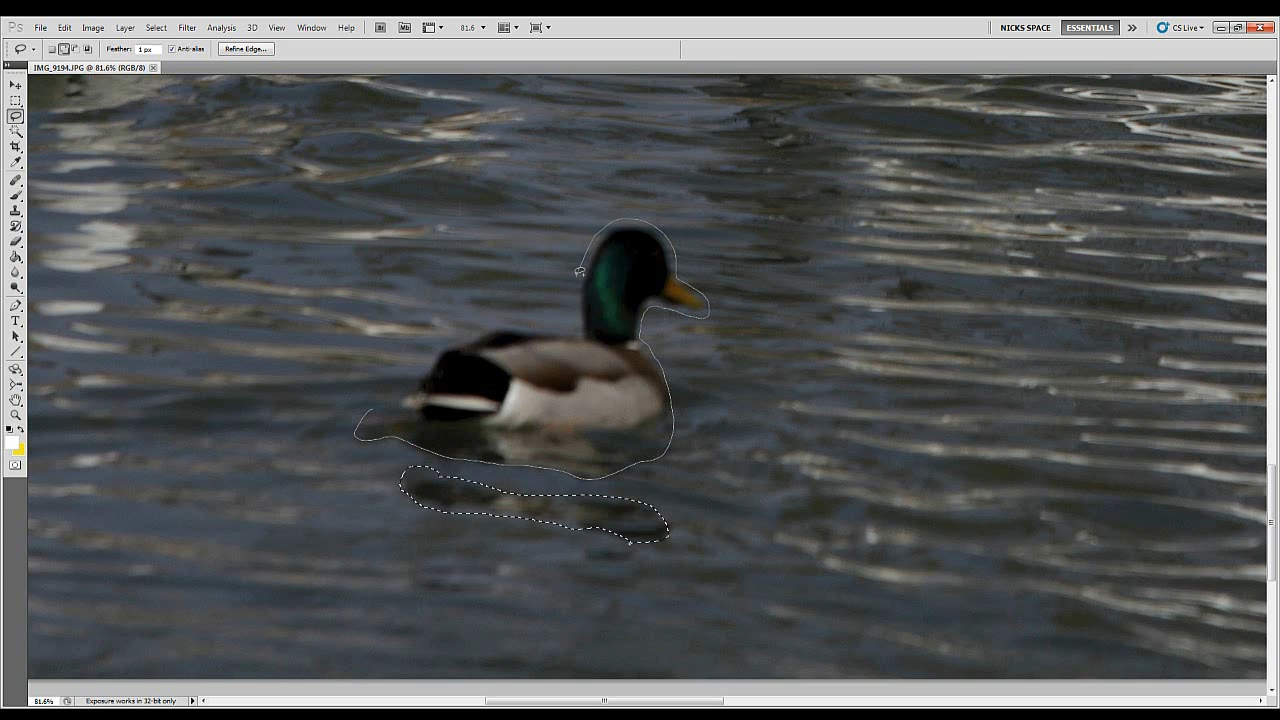 Ps File Edit Image Layer Select Filter Analysis 3D View Window Help Br Mb 81.6 NICKS SPACE ESSENTIALS CS Live
Feather: 1 px Anti-alias Refine Edge...
IMG_9194.JPG @ 81.6% (RGB/8)
T
81.6% Exposure works in 32-bit only